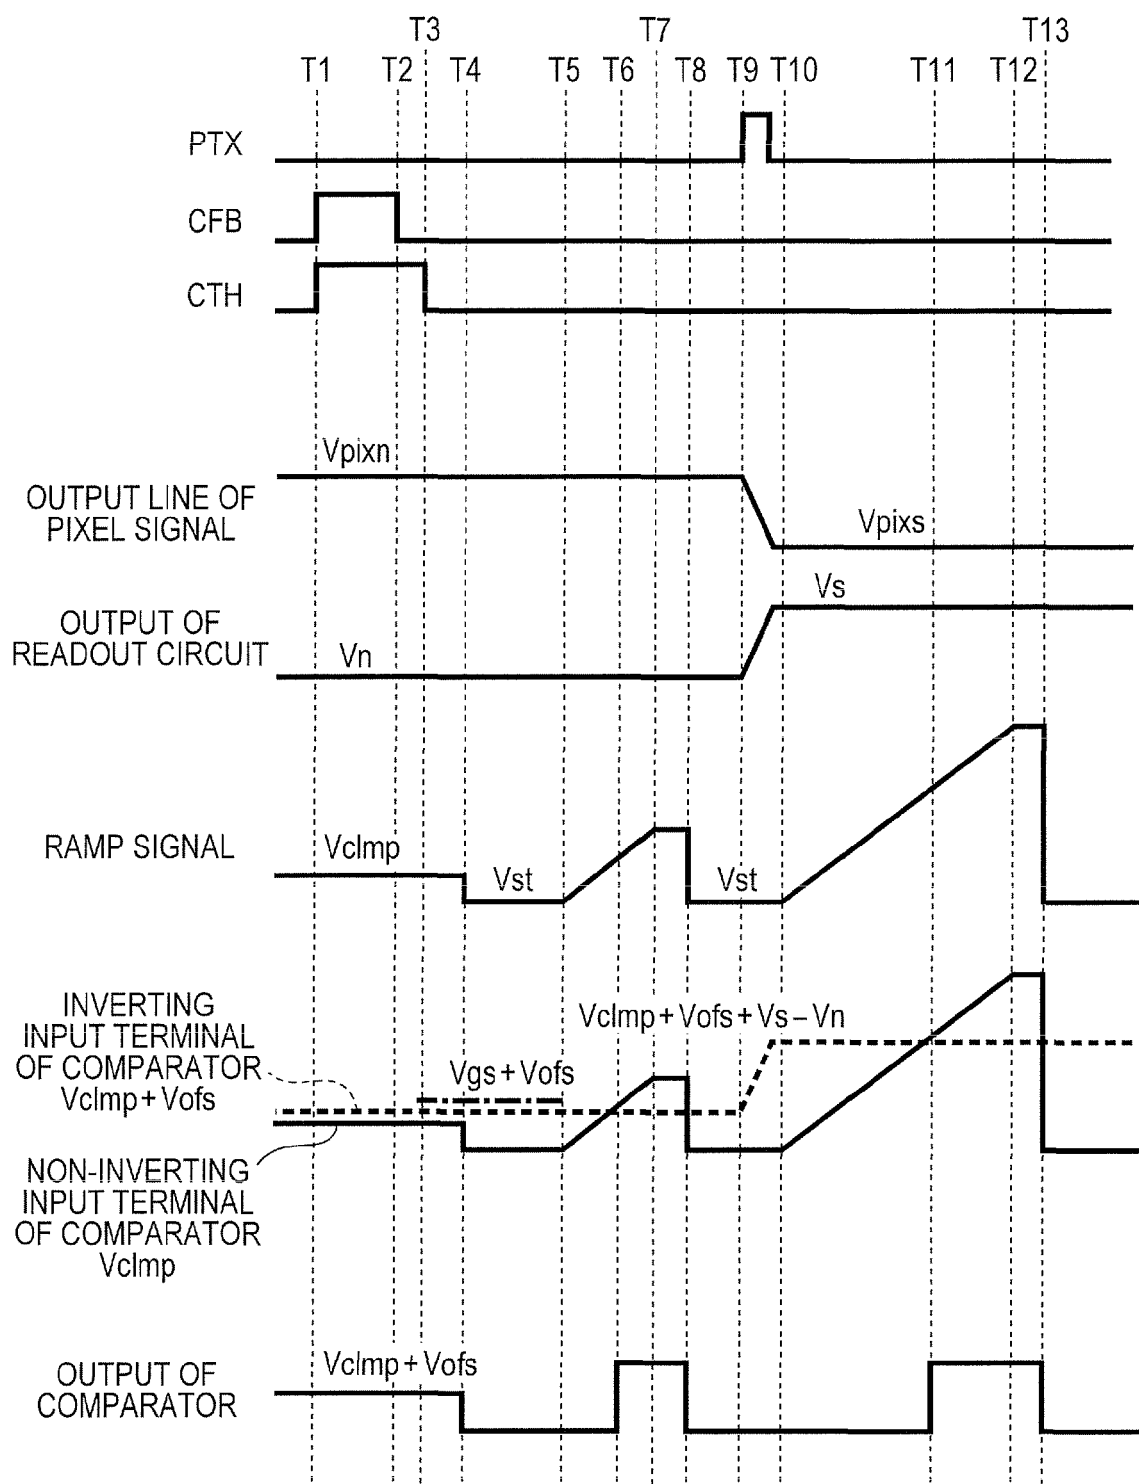 T3 T7 T13
T1 T2 T4 T5 T6 T8 T9 T10 T11 T12
PTX
CFB
CTH
Vpixn
OUTPUT LINE OF
PIXEL SIGNAL
Vpixs
Vs
OUTPUT OF
READOUT CIRCUIT
Vn
RAMP SIGNAL
Vclmp
Vst
Vst
INVERTING
INPUT TERMINAL
OF COMPARATOR
Vclmp + Vofs
Vclmp + Vofs + Vs – Vn
Vgs + Vofs
NON-INVERTING
INPUT TERMINAL
OF COMPARATOR
Vclmp
OUTPUT OF
COMPARATOR
Vclmp + Vofs